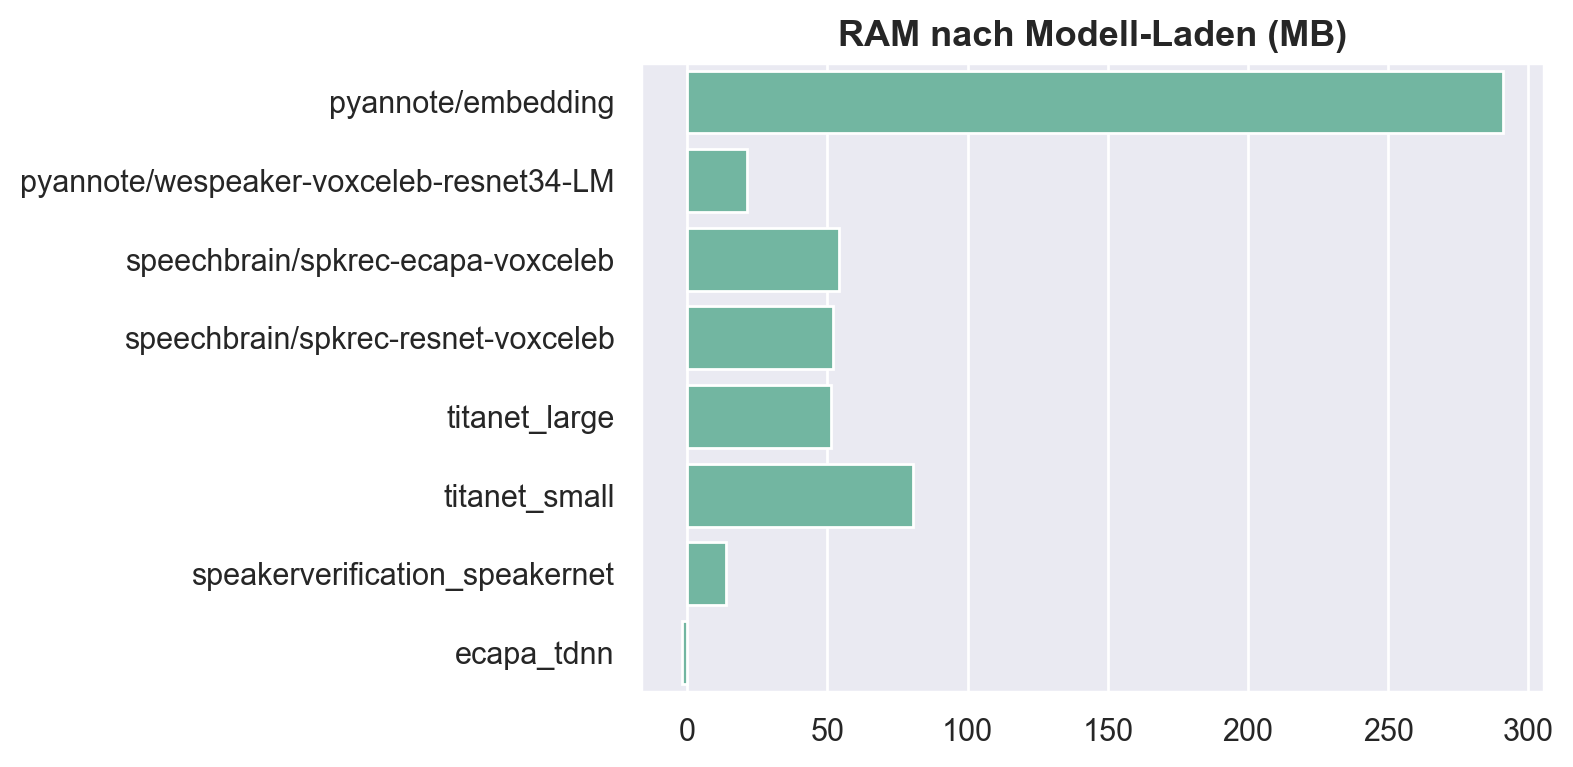 RAM nach Modell-Laden (MB)
pyannote/embedding
pyannote/wespeaker-voxceleb-resnet34-LM
speechbrain/spkrec-ecapa-voxceleb
speechbrain/spkrec-resnet-voxceleb
titanet_large
titanet_small
speakerverification_speakernet
ecapa_tdnn
0 50 100 150 200 250 300